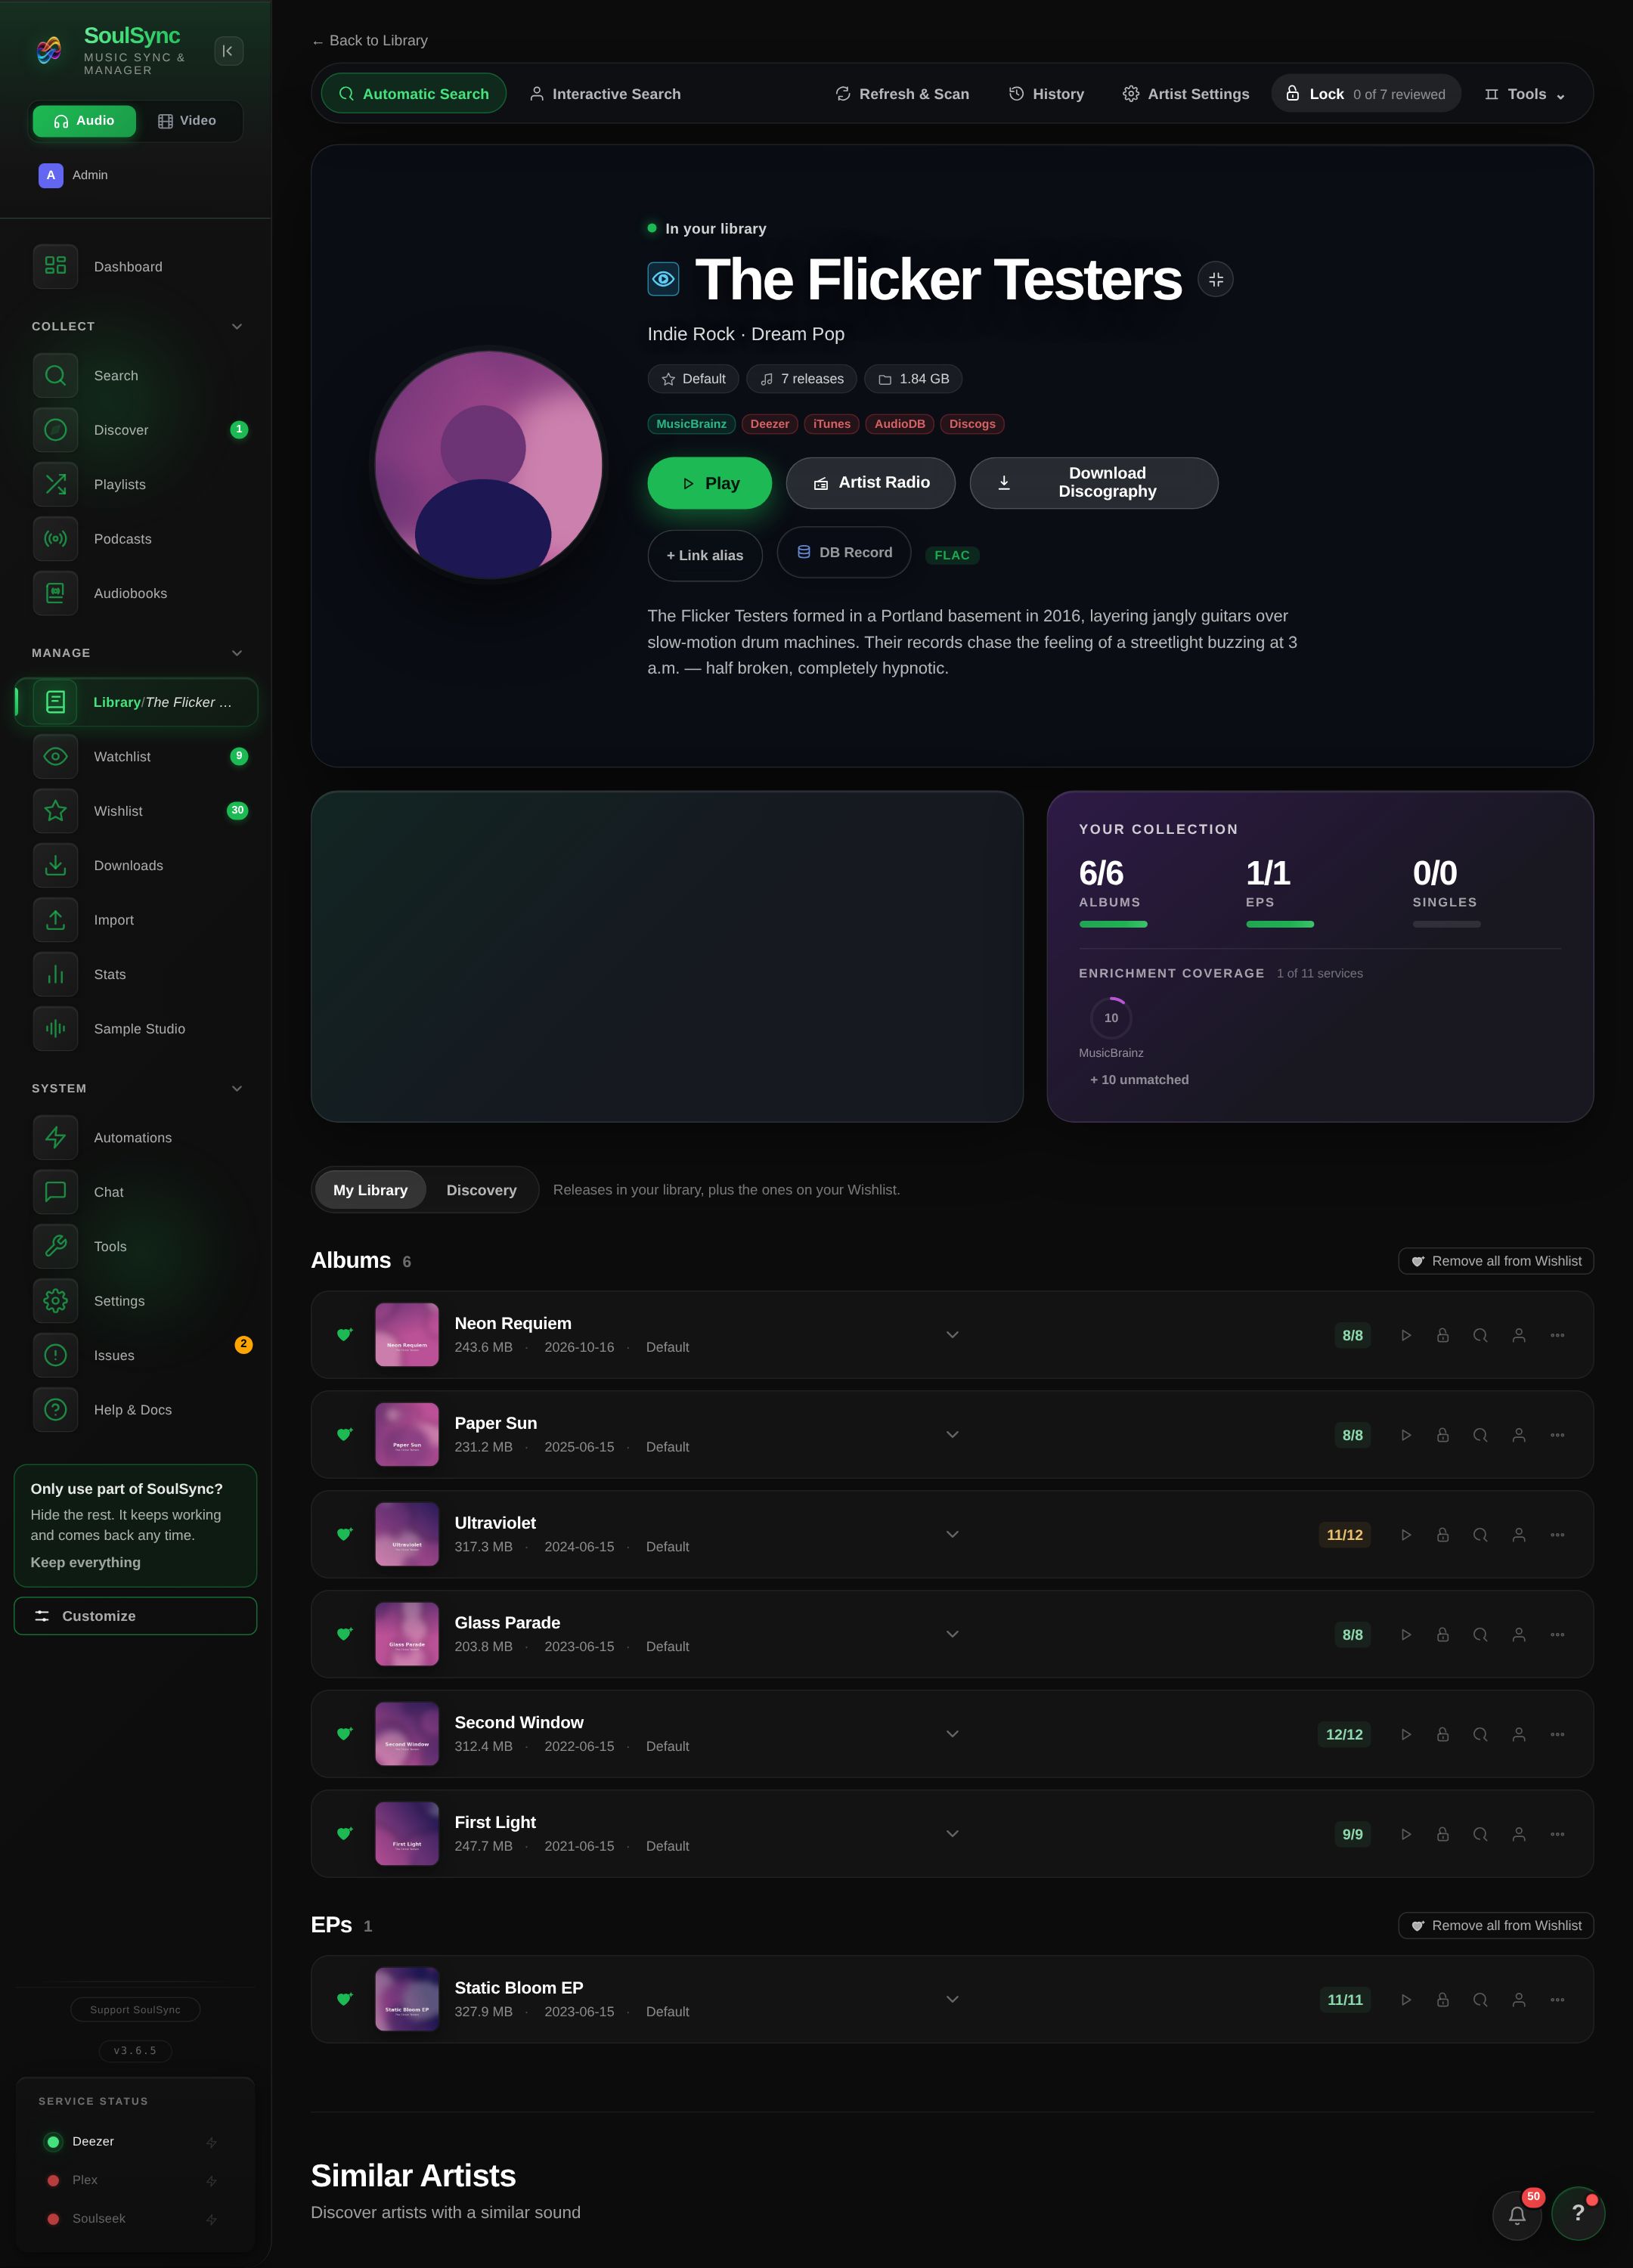 SoulSync
MUSIC SYNC &
MANAGER
Audio
Video
A
Admin
Dashboard
COLLECT
Search
Discover
1
Playlists
Podcasts
Audiobooks
MANAGE
Library/The Flicker …
Watchlist
9
Wishlist
30
Downloads
Import
Stats
Sample Studio
SYSTEM
Automations
Chat
Tools
Settings
Issues
2
Help & Docs
Only use part of SoulSync?
Hide the rest. It keeps working
and comes back any time.
Keep everything
Customize
Support SoulSync
v3.6.5
SERVICE STATUS
Deezer
Plex
Soulseek
← Back to Library
Automatic Search
Interactive Search
Refresh & Scan
History
Artist Settings
Lock 0 of 7 reviewed
Tools
In your library
The Flicker Testers
Indie Rock · Dream Pop
Default
7 releases
1.84 GB
MusicBrainz
Deezer
iTunes
AudioDB
Discogs
Play
Artist Radio
Download
Discography
+ Link alias
DB Record
FLAC
The Flicker Testers formed in a Portland basement in 2016, layering jangly guitars over
slow-motion drum machines. Their records chase the feeling of a streetlight buzzing at 3
a.m. — half broken, completely hypnotic.
YOUR COLLECTION
6/6
ALBUMS
1/1
EPS
0/0
SINGLES
ENRICHMENT COVERAGE 1 of 11 services
10
MusicBrainz
+ 10 unmatched
My Library
Discovery
Releases in your library, plus the ones on your Wishlist.
Albums 6
Remove all from Wishlist
Neon Requiem
Neon Requiem
243.6 MB · 2026-10-16 · Default
8/8
Paper Sun
Paper Sun
231.2 MB · 2025-06-15 · Default
8/8
Ultraviolet
Ultraviolet
317.3 MB · 2024-06-15 · Default
11/12
Glass Parade
Glass Parade
203.8 MB · 2023-06-15 · Default
8/8
Second Window
Second Window
312.4 MB · 2022-06-15 · Default
12/12
First Light
First Light
247.7 MB · 2021-06-15 · Default
9/9
EPs 1
Remove all from Wishlist
Static Bloom EP
Static Bloom EP
327.9 MB · 2023-06-15 · Default
11/11
Similar Artists
Discover artists with a similar sound
50
?